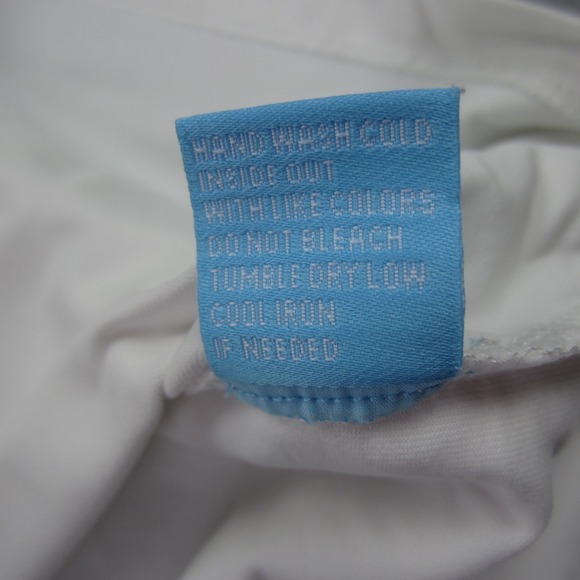 HAND WASH COLD
INSIDE OUT
WITH LIKE COLORS
DO NOT BLEACH
TUMBLE DRY LOW
COOL IRON
IF NEEDED